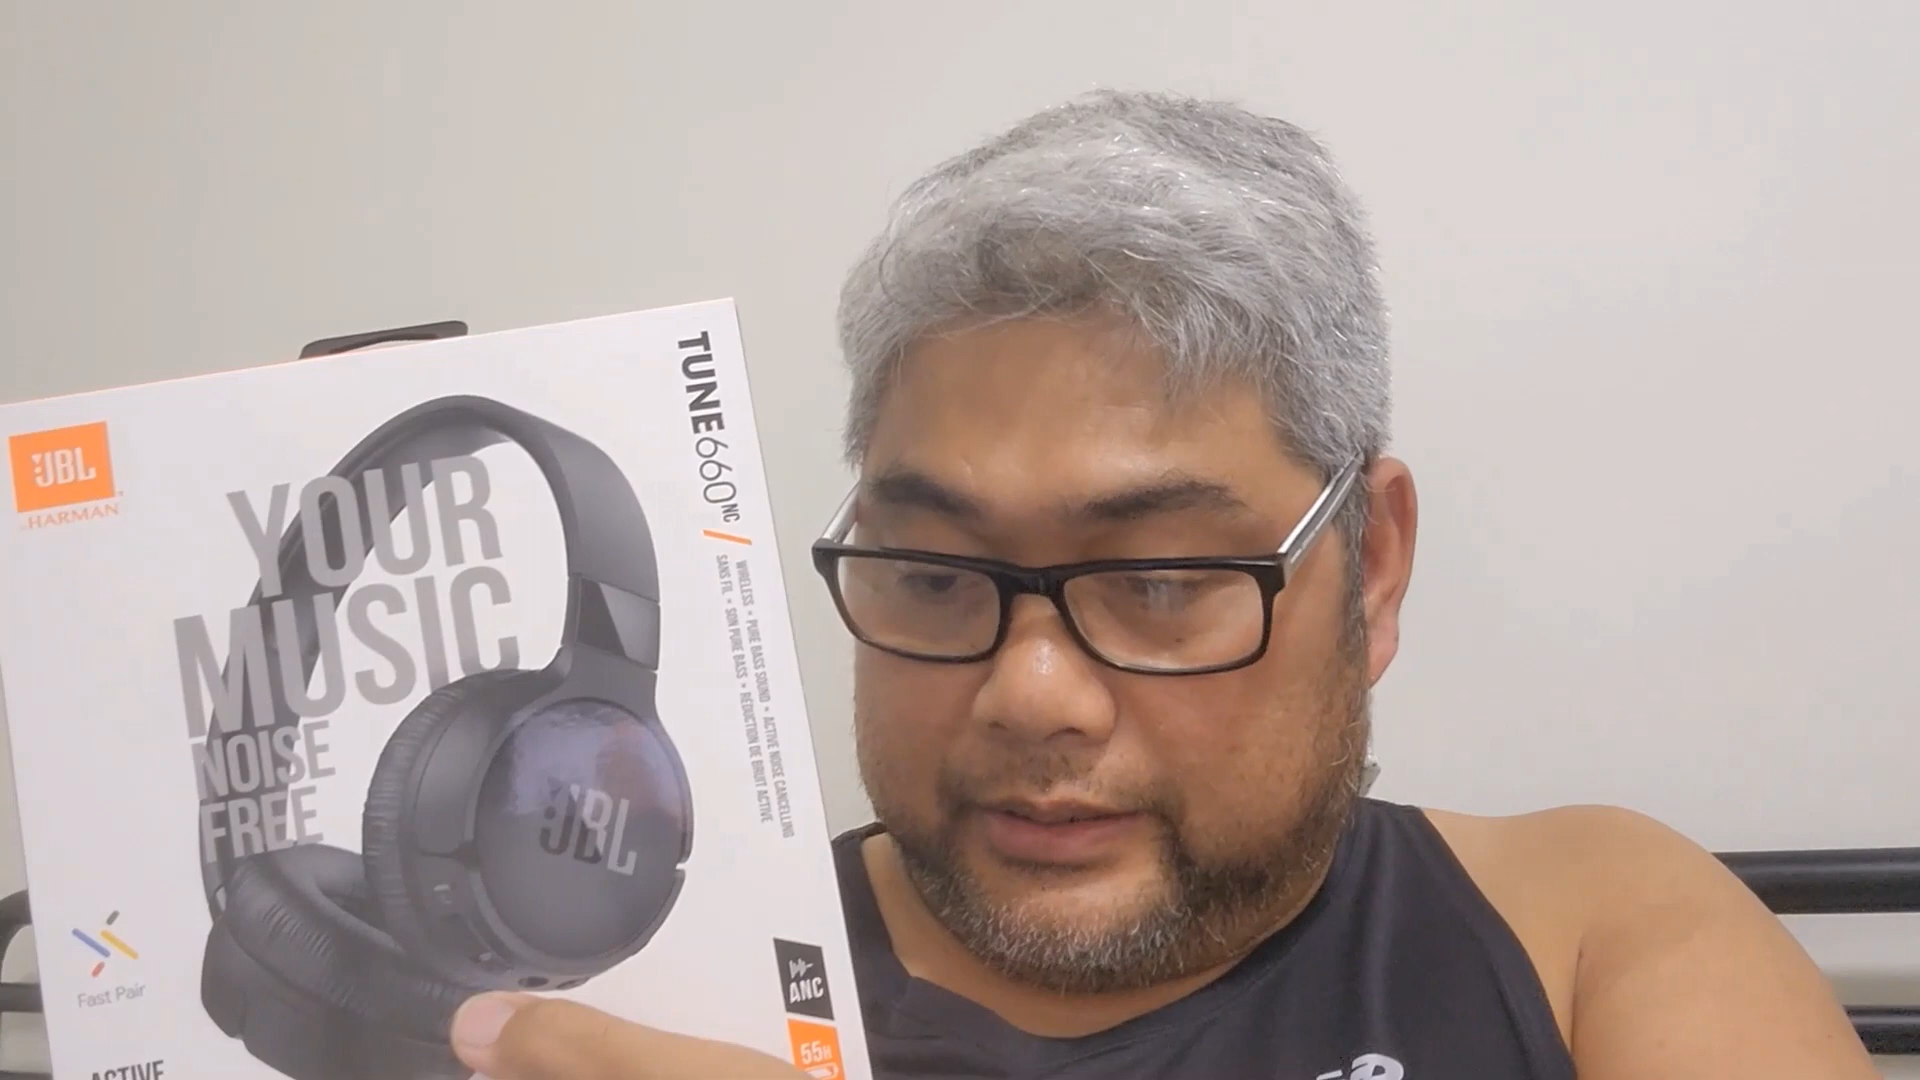 JBL
by HARMAN
YOUR
MUSIC
NOISE
FREE
JBL
Fast Pair
ACTIVE
TUNE660NC /
WIRELESS • PURE BASS SOUND • ACTIVE NOISE CANCELLING
SANS FIL • SON PURE BASS • RÉDUCTION DE BRUIT ACTIVE
ANC
55H